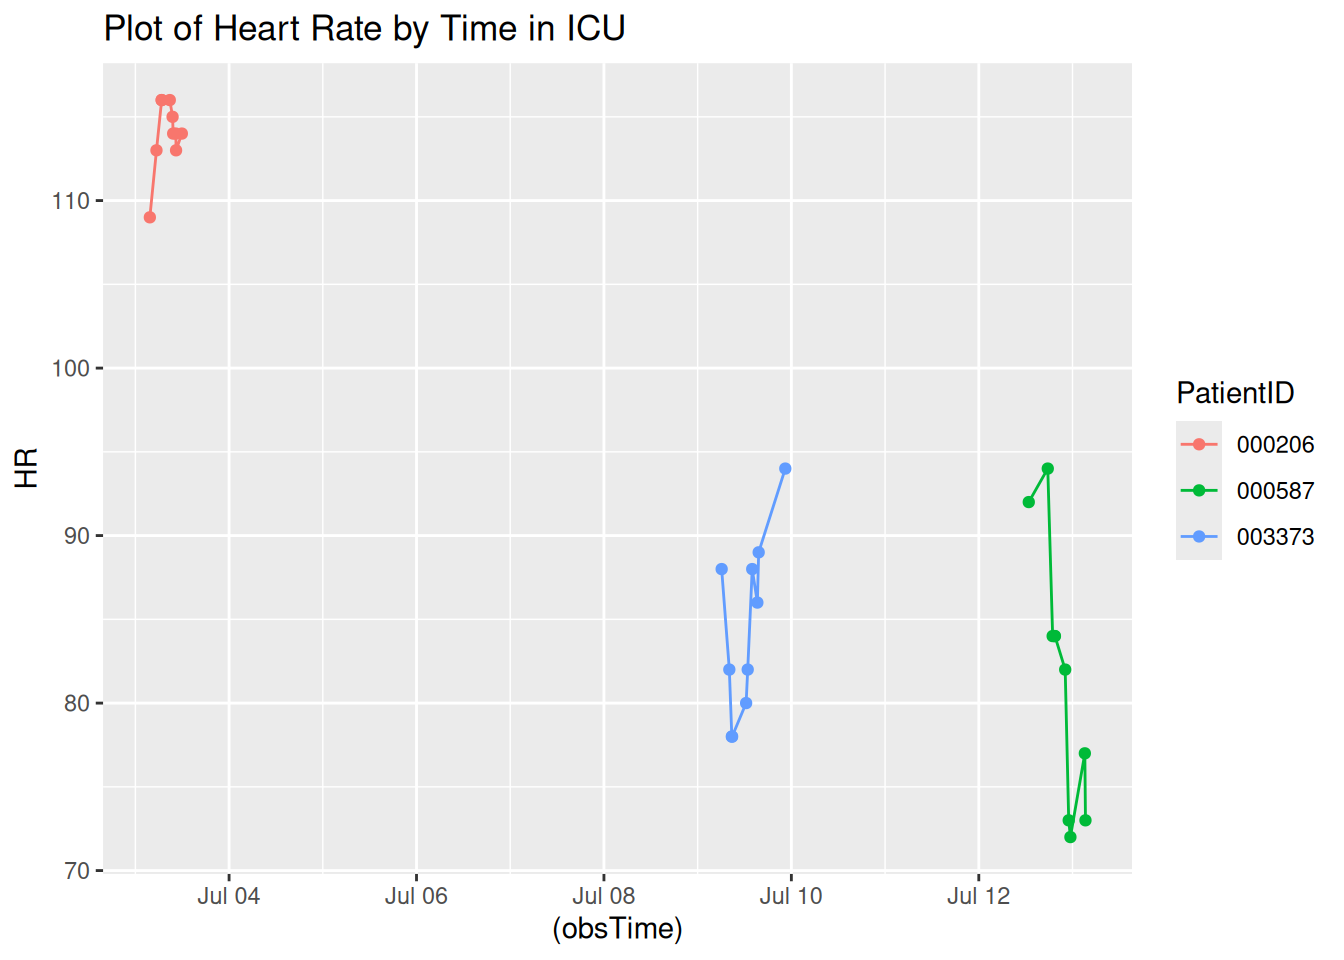 Plot of Heart Rate by Time in ICU
HR
110
100
90
80
70
Jul 04 Jul 06 Jul 08 Jul 10 Jul 12
(obsTime)
PatientID
000206
000587
003373